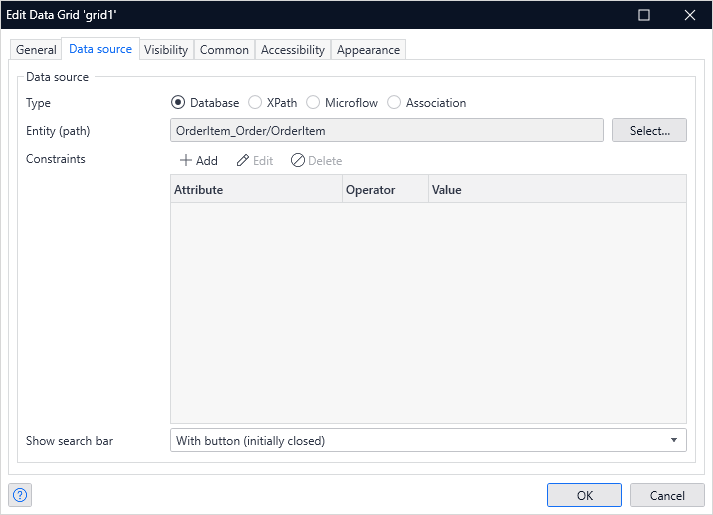 Edit Data Grid 'grid1'
General Data source Visibility Common Accessibility Appearance
Data source
Type Database XPath Microflow Association
Entity (path) OrderItem_Order/OrderItem Select...
Constraints Add Edit Delete
Attribute Operator Value
Show search bar With button (initially closed)
? OK Cancel